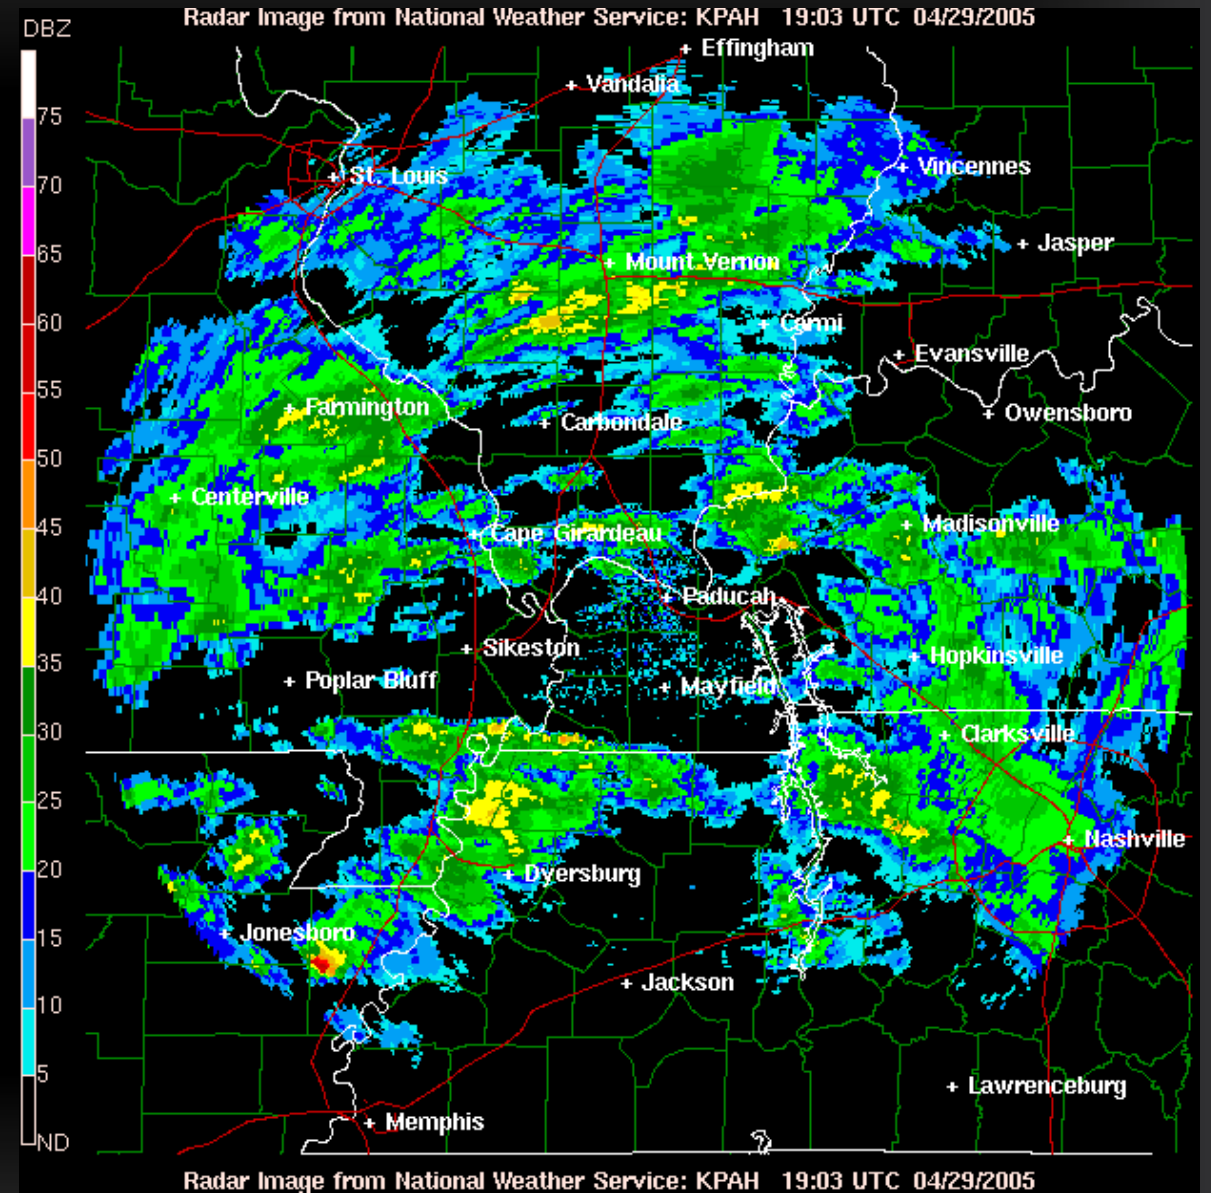 Radar Image from National Weather Service: KPAH 19:03 UTC 04/29/2005
DBZ
Effingham
Vandalia
75
Vincennes
St. Louis
70
Jasper
65
Mount Vernon
60
Carmi
Evansville
55
Farmington
Owensboro
Carbondale
50
Centerville
45
Madisonville
Cape Girardeau
40
Paducah
Sikeston
Hopkinsville
35
Poplar Bluff
Mayfield
30
Clarksville
25
Nashville
20
Dyersburg
15
Jonesboro
Jackson
10
5
Lawrenceburg
Memphis
ND
Radar Image from National Weather Service: KPAH 19:03 UTC 04/29/2005